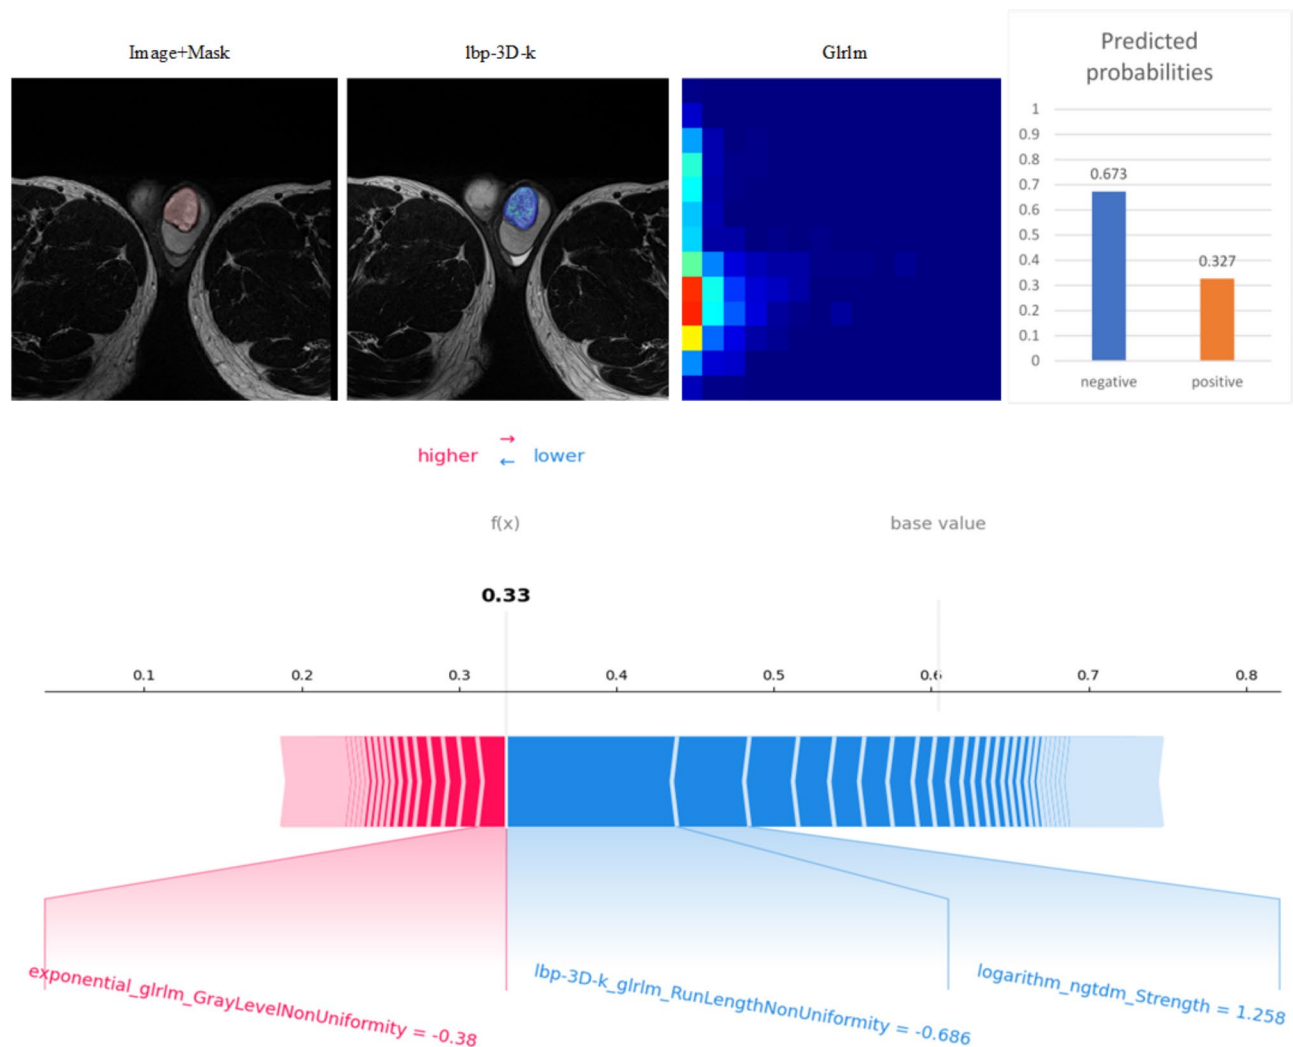 Image+Mask
lbp-3D-k
Glrlm
Predicted
probabilities
1
0.9
0.8
0.7
0.6
0.5
0.4
0.3
0.2
0.1
0
0.673
0.327
negative
positive
higher → ← lower
f(x)
base value
0.33
0.1 0.2 0.3 0.4 0.5 0.6 0.7 0.8
exponential_glrlm_GrayLevelNonUniformity = -0.38
lbp-3D-k_glrlm_RunLengthNonUniformity = -0.686
logarithm_ngtdm_Strength = 1.258